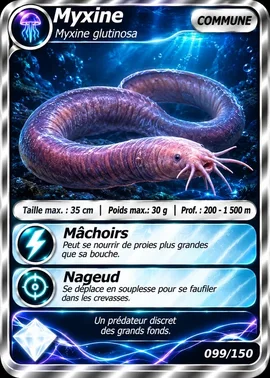 Myxine
COMMUNE
Myxine glutinosa
Taille max. : 35 cm | Poids max.: 30 g | Prof. : 200 - 1 500 m
Mâchoirs
Peut se nourrir de proies plus grandes
que sa bouche.
Nageud
Se déplace en souplesse pour se faufiler
dans les crevasses.
Un prédateur discret
des grands fonds.
099/150